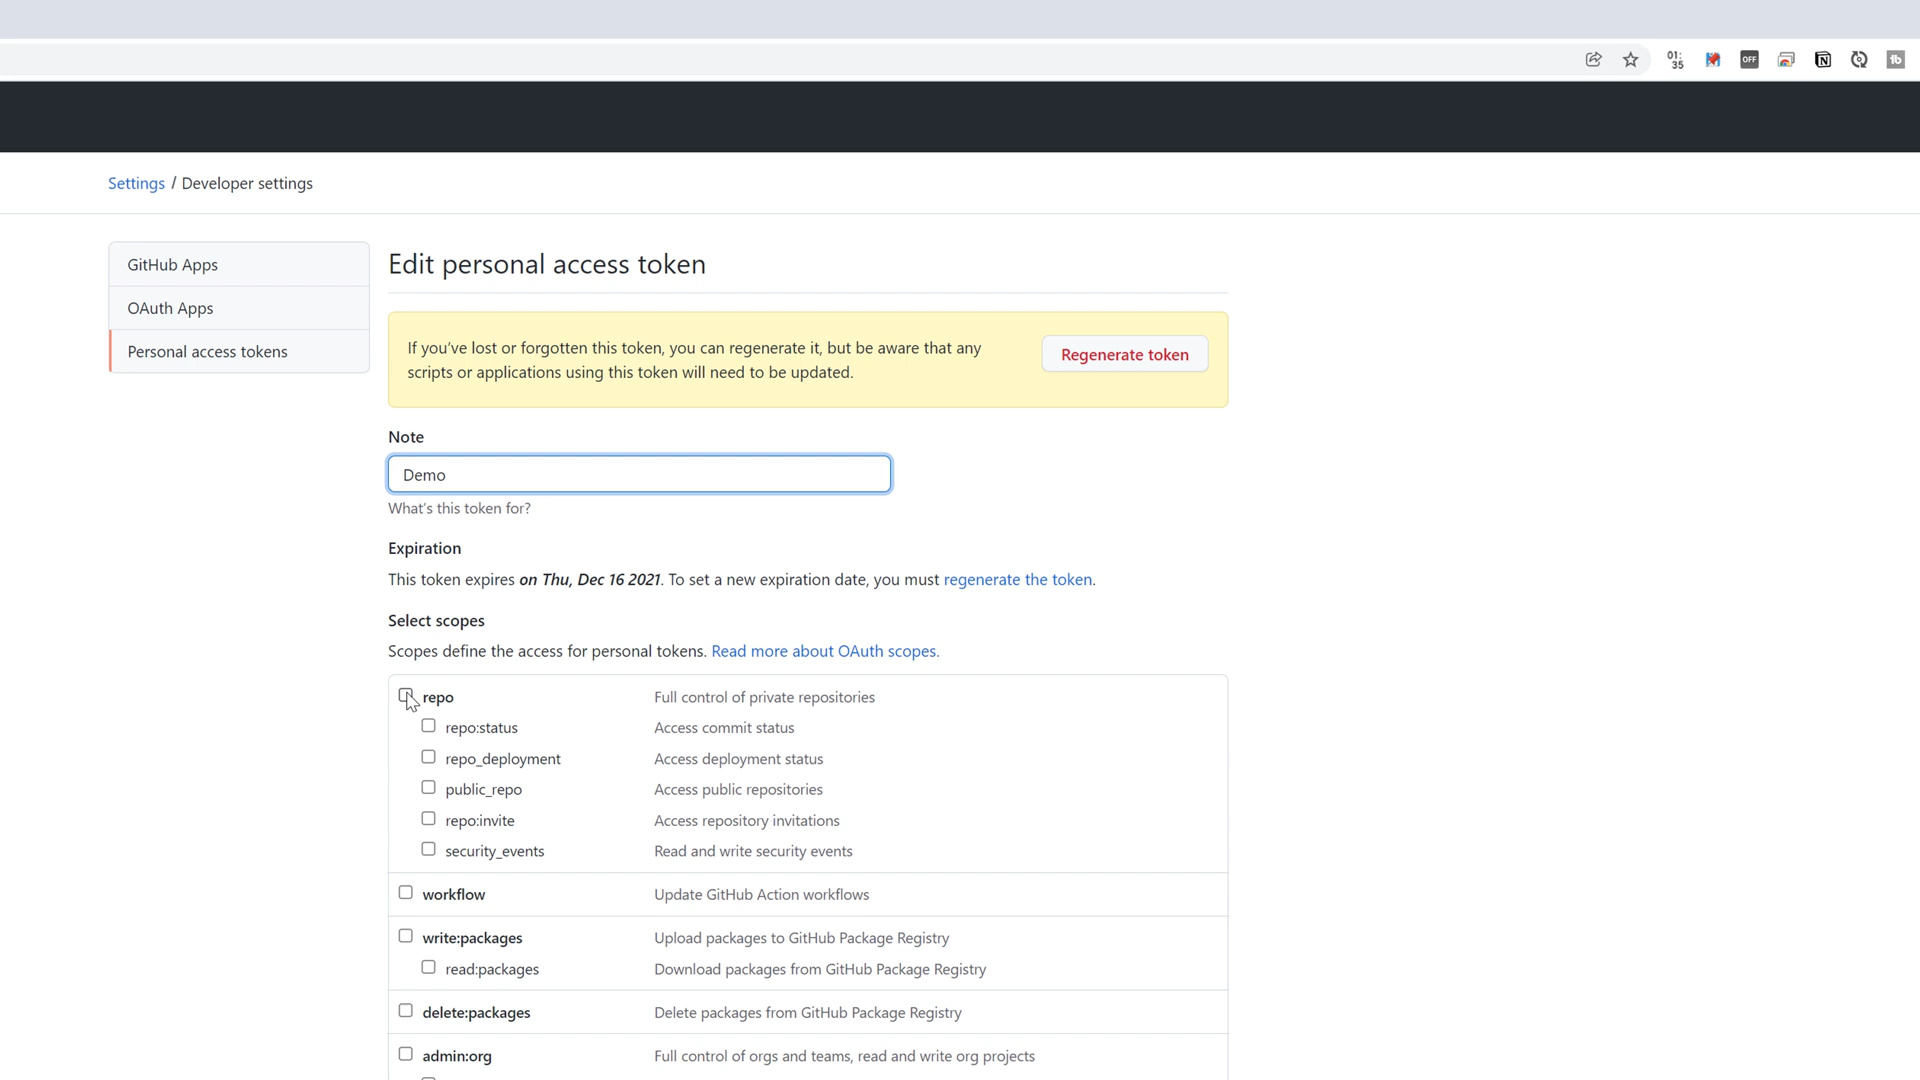 01:
35
OFF
N
tb
Settings / Developer settings
GitHub Apps
OAuth Apps
Personal access tokens
Edit personal access token
If you've lost or forgotten this token, you can regenerate it, but be aware that any
scripts or applications using this token will need to be updated.
Regenerate token
Note
Demo
What's this token for?
Expiration
This token expires on Thu, Dec 16 2021. To set a new expiration date, you must regenerate the token.
Select scopes
Scopes define the access for personal tokens. Read more about OAuth scopes.
repo Full control of private repositories
repo:status Access commit status
repo_deployment Access deployment status
public_repo Access public repositories
repo:invite Access repository invitations
security_events Read and write security events
workflow Update GitHub Action workflows
write:packages Upload packages to GitHub Package Registry
read:packages Download packages from GitHub Package Registry
delete:packages Delete packages from GitHub Package Registry
admin:org Full control of orgs and teams, read and write org projects